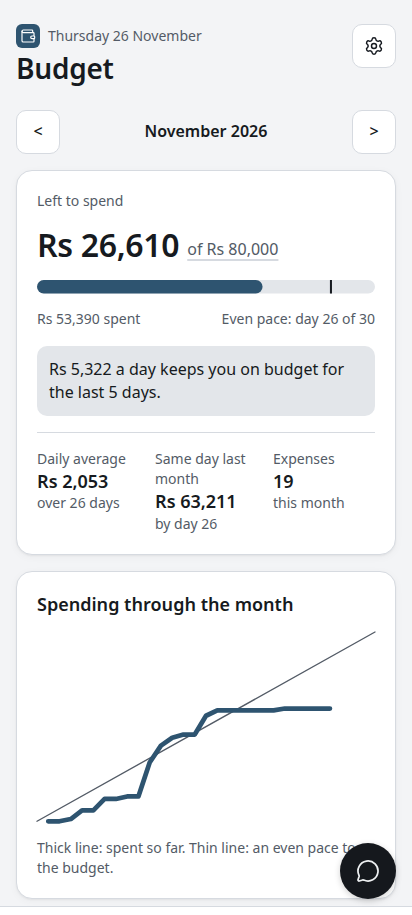 Thursday 26 November
Budget
<
November 2026
>
Left to spend
Rs 26,610 of Rs 80,000
Rs 53,390 spent
Even pace: day 26 of 30
Rs 5,322 a day keeps you on budget for
the last 5 days.
Daily average
Rs 2,053
over 26 days
Same day last
month
Rs 63,211
by day 26
Expenses
19
this month
Spending through the month
Thick line: spent so far. Thin line: an even pace to
the budget.